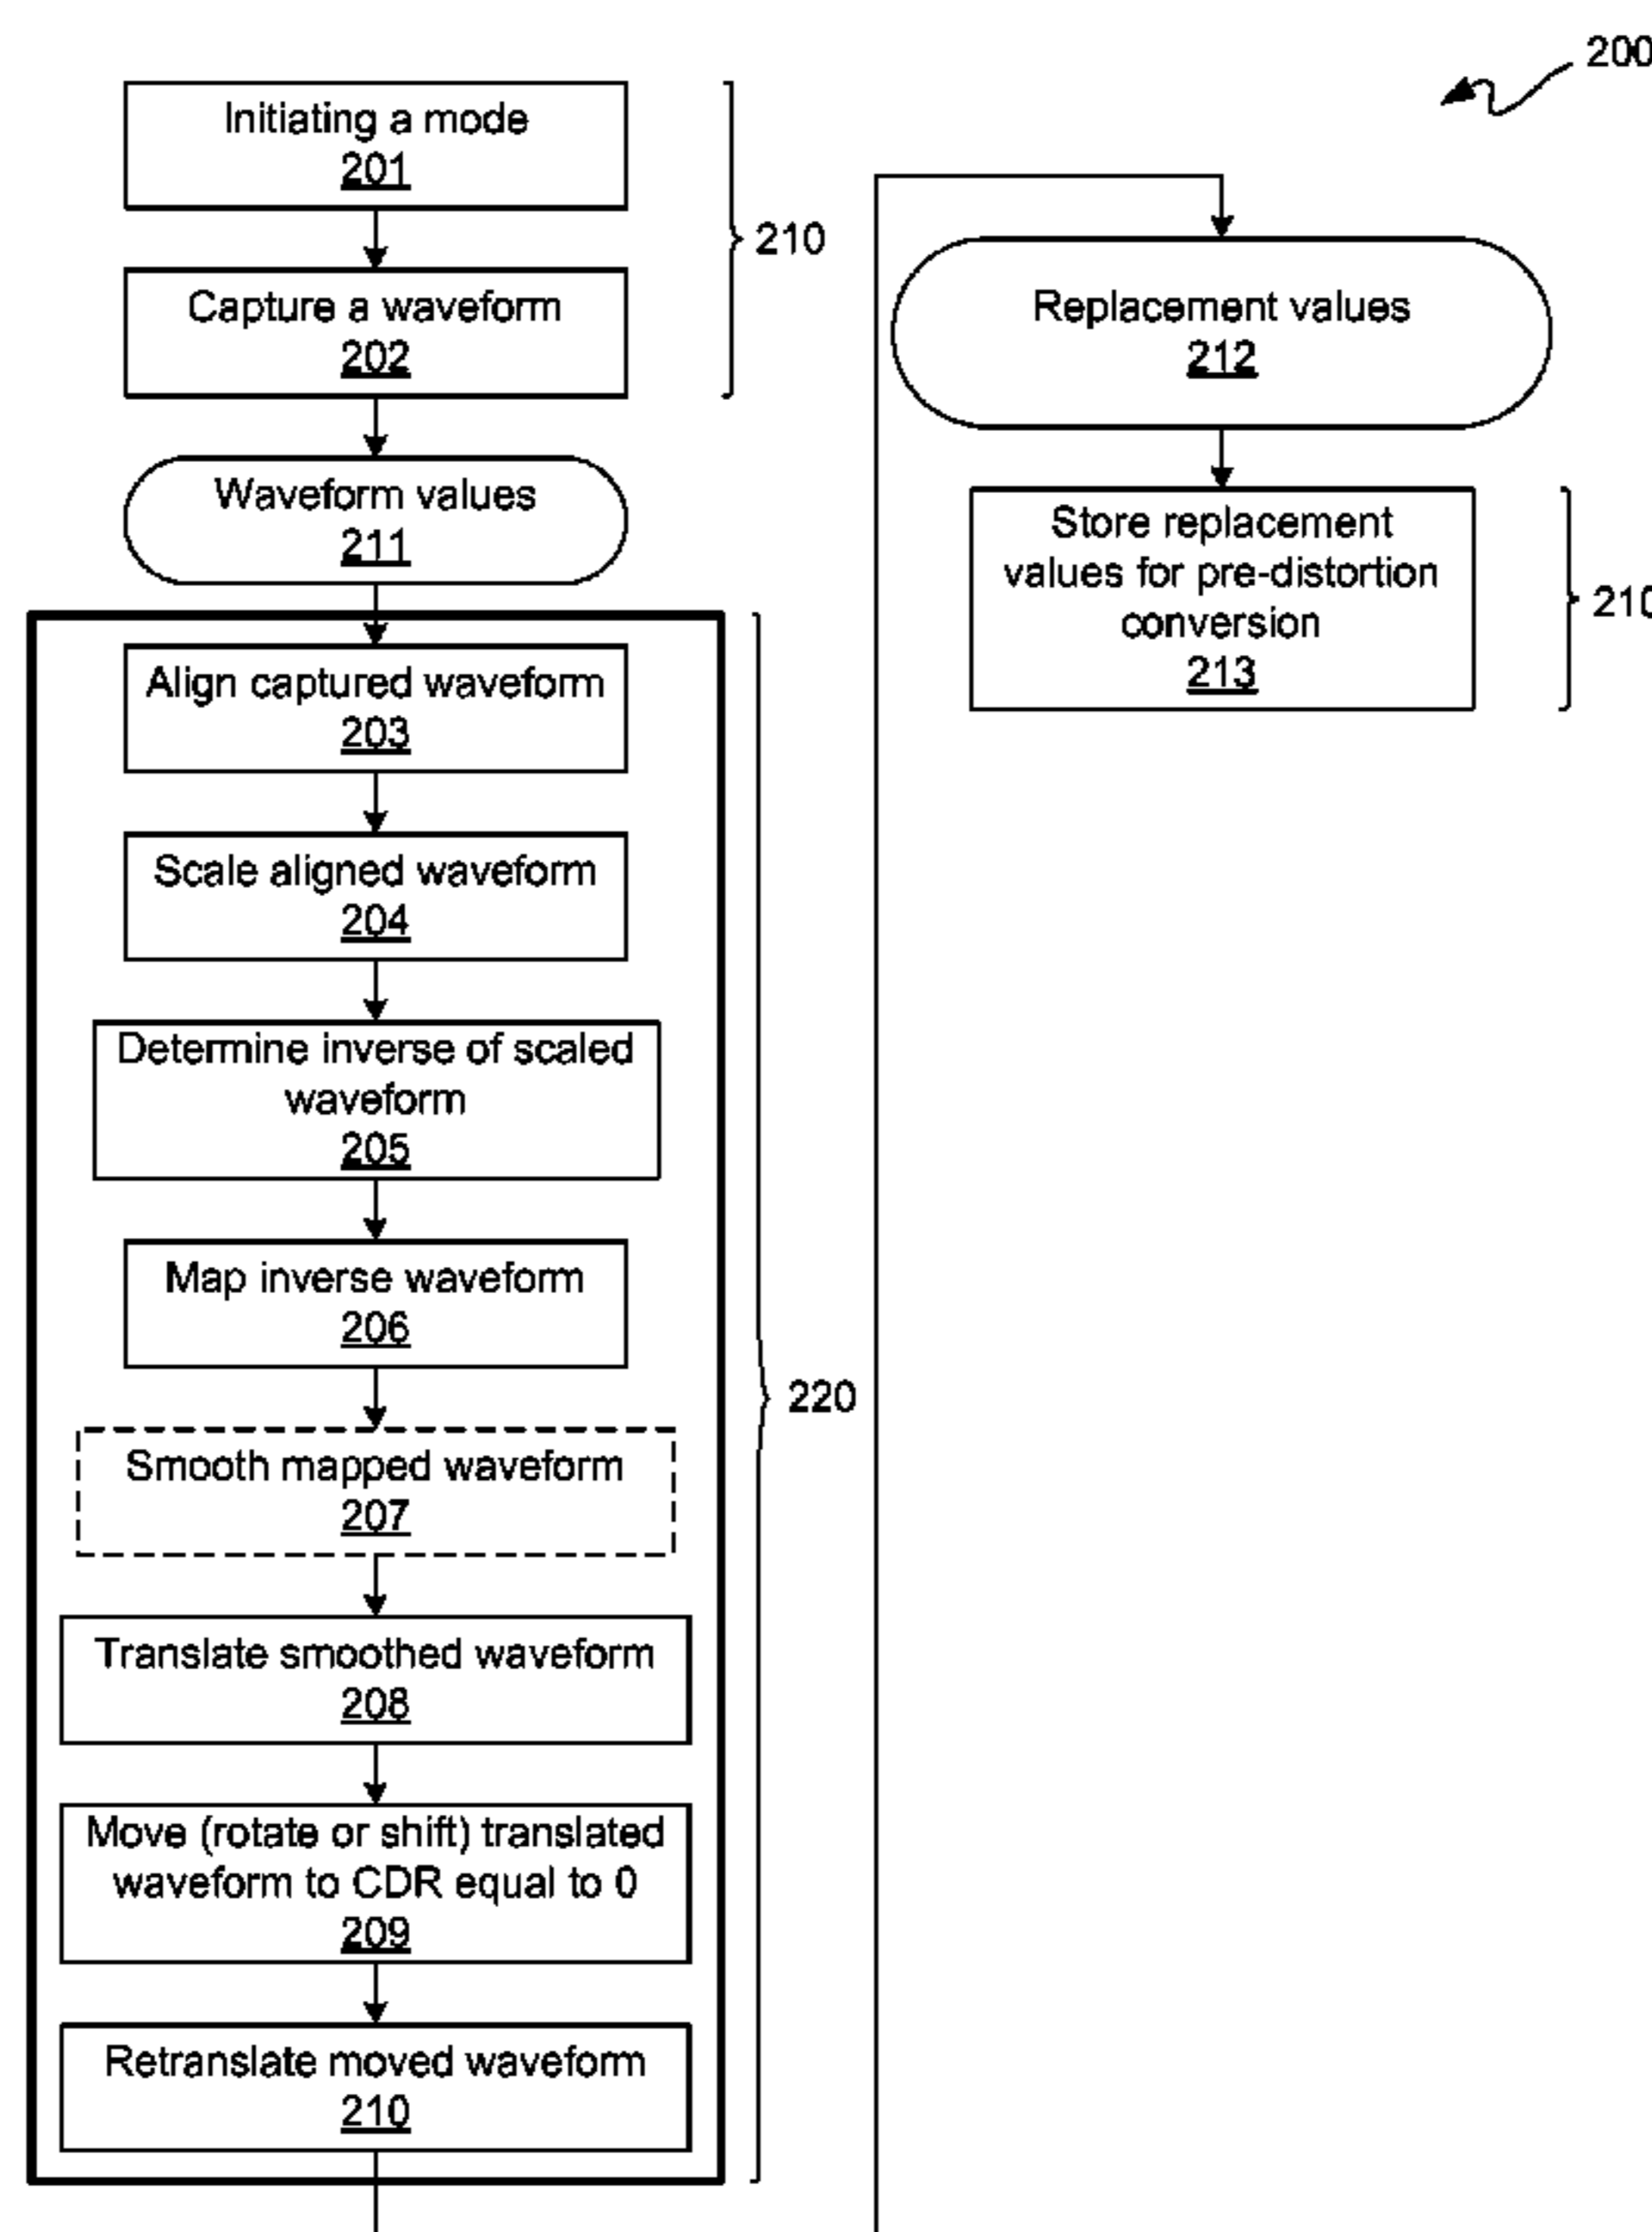 200
Initiating a mode
201
210
Capture a waveform
202
Waveform values
211
Align captured waveform
203
Scale aligned waveform
204
Determine inverse of scaled
waveform
205
Map inverse waveform
206
220
Smooth mapped waveform
207
Translate smoothed waveform
208
Move (rotate or shift) translated
waveform to CDR equal to 0
209
Retranslate moved waveform
210
Replacement values
212
Store replacement
values for pre-distortion
conversion
213
210